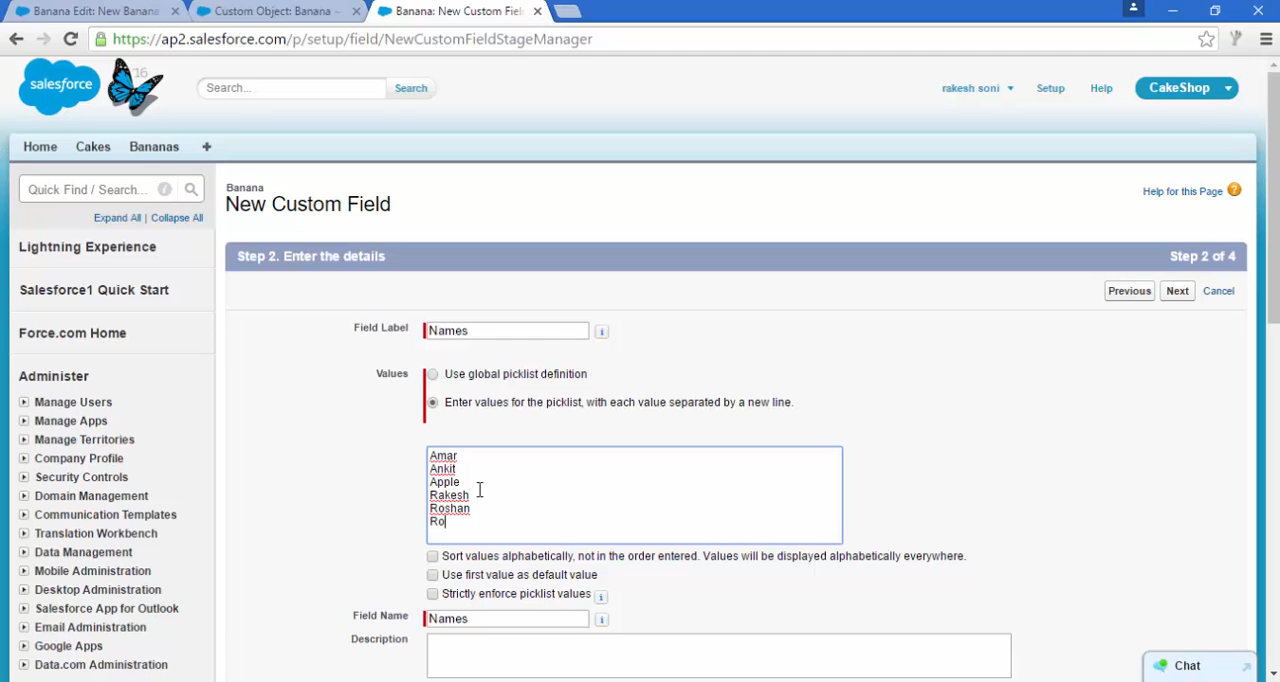 Banana Edit: New Banana
Custom Object: Banana ~
Banana: New Custom Fiel
https://ap2.salesforce.com/p/setup/field/NewCustomFieldStageManager
salesforce
'16
Search...
Search
rakesh soni
Setup
Help
CakeShop
Home
Cakes
Bananas
+
Quick Find / Search...
Expand All | Collapse All
Lightning Experience
Salesforce1 Quick Start
Force.com Home
Administer
Manage Users
Manage Apps
Manage Territories
Company Profile
Security Controls
Domain Management
Communication Templates
Translation Workbench
Data Management
Mobile Administration
Desktop Administration
Salesforce App for Outlook
Email Administration
Google Apps
Data.com Administration
Banana
New Custom Field
Help for this Page
Step 2. Enter the details
Step 2 of 4
Previous
Next
Cancel
Field Label
Names
Values
Use global picklist definition
Enter values for the picklist, with each value separated by a new line.
Amar
Ankit
Apple
Rakesh
Roshan
Ro
Sort values alphabetically, not in the order entered. Values will be displayed alphabetically everywhere.
Use first value as default value
Strictly enforce picklist values
Field Name
Names
Description
Chat